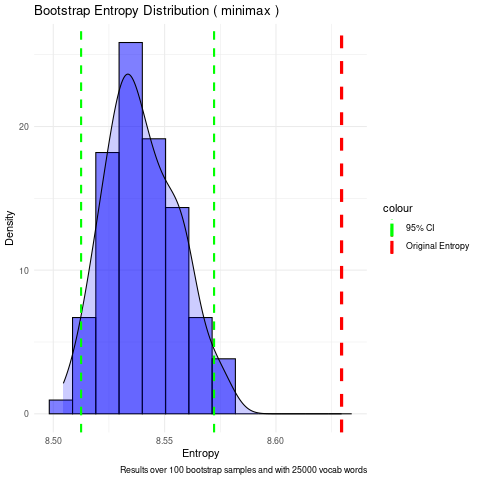 Bootstrap Entropy Distribution ( minimax )
Density
20
10
0
8.50
8.55
8.60
Entropy
colour
95% CI
Original Entropy
Results over 100 bootstrap samples and with 25000 vocab words